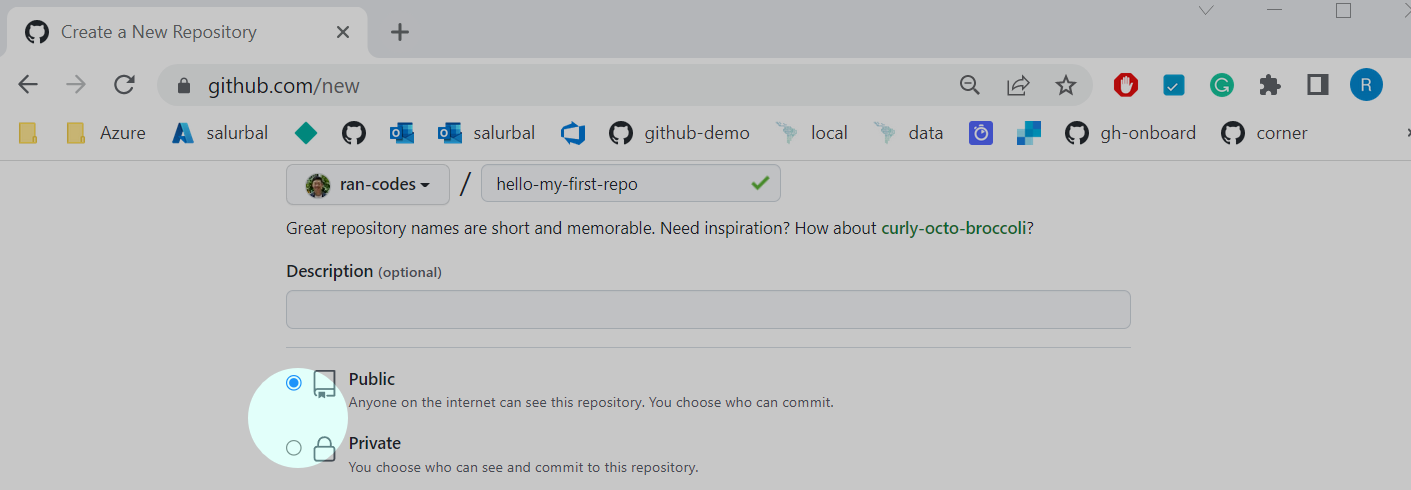 Create a New Repository
github.com/new
R
Azure salurbal salurbal github-demo local data gh-onboard corner
ran-codes / hello-my-first-repo
Great repository names are short and memorable. Need inspiration? How about curly-octo-broccoli?
Description (optional)
Public
Anyone on the internet can see this repository. You choose who can commit.
Private
You choose who can see and commit to this repository.